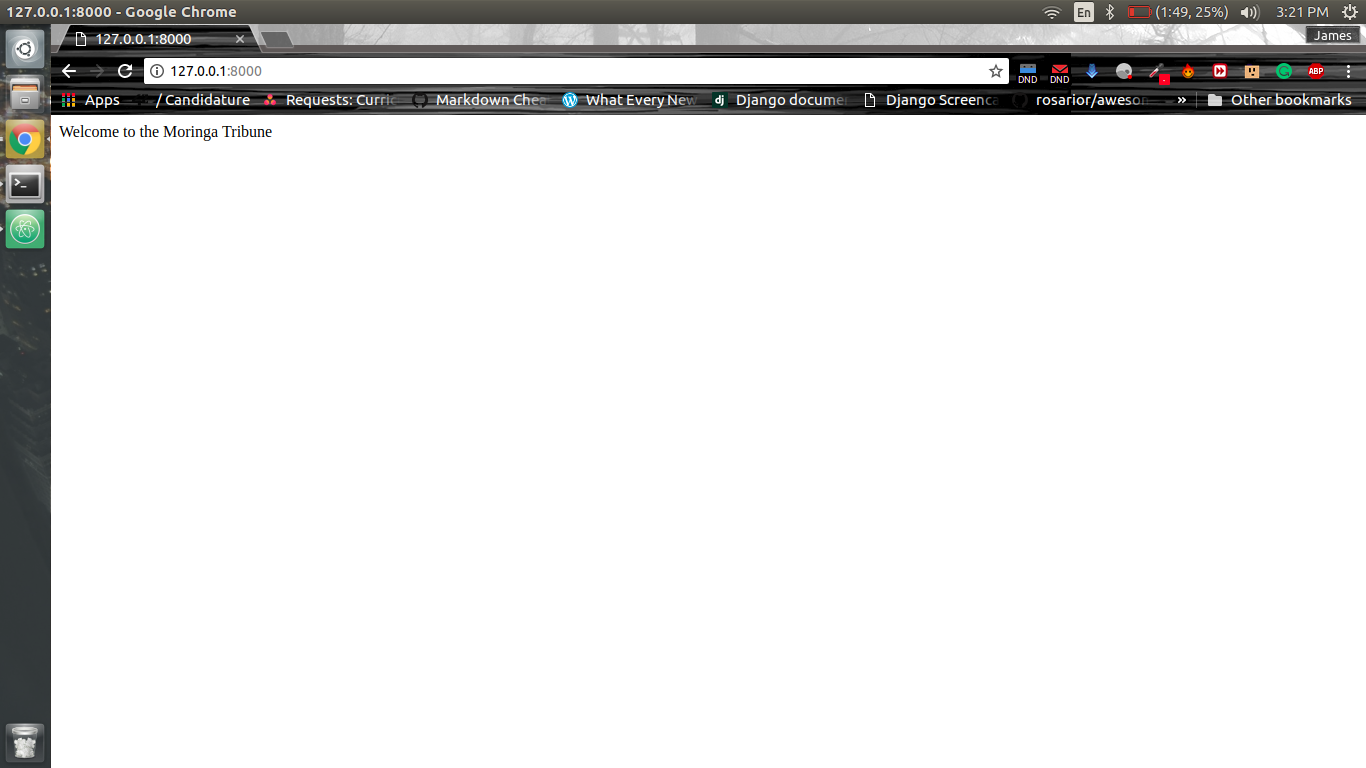 127.0.0.1:8000 - Google Chrome
En
(1:49, 25%)
3:21 PM
127.0.0.1:8000
James
127.0.0.1:8000
DND
DND
ABP
Apps
/ Candidature
Requests: Curric
Markdown Chea
What Every New
dj
Django documen
Django Screenca
rosarior/aweson
»
Other bookmarks
Welcome to the Moringa Tribune